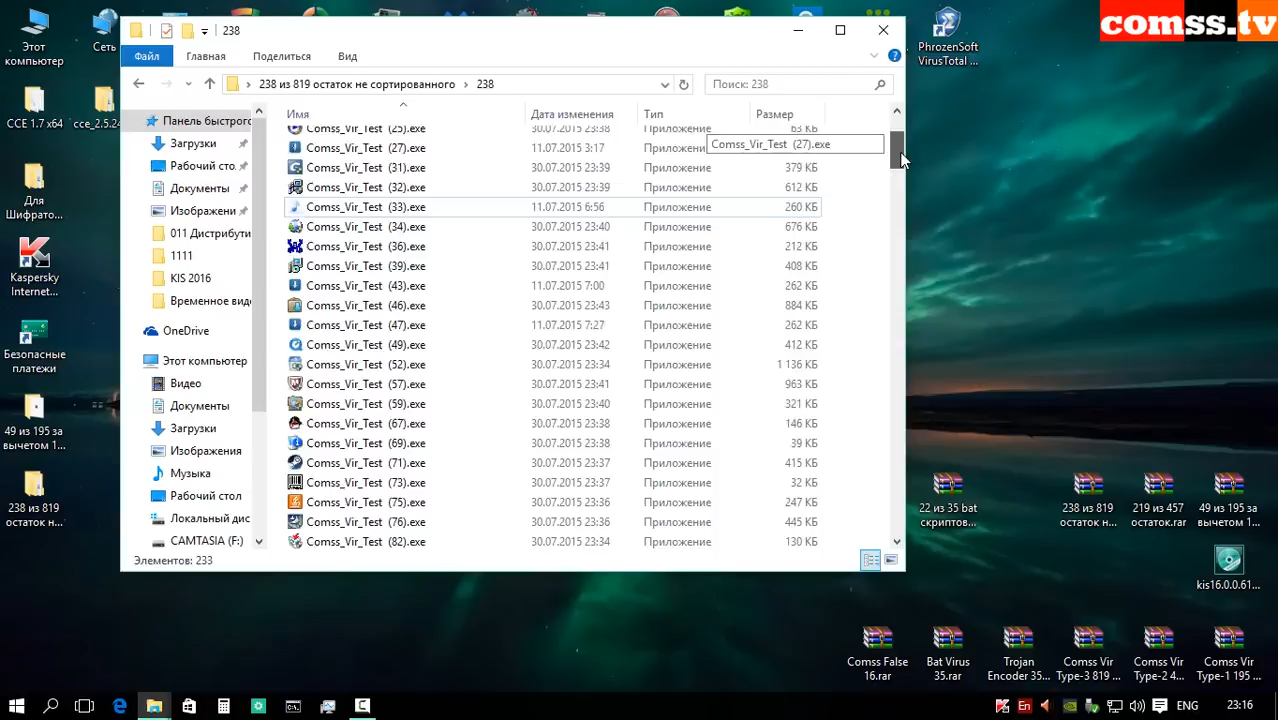 Этот
компьютер
Сеть
CCE 1.7 x64
cce_2.5.24
Для
Шифрато...
Kaspersky
Internet...
Безопасные
платежи
49 из 195 за
вычетом 1...
238 из 819
остаток н...
238
Файл
Главная
Поделиться
Вид
238 из 819 остаток не сортированного
238
Поиск: 238
Панель быстрого
Загрузки
Рабочий сто
Документы
Изображени
011 Дистрибути
1111
KIS 2016
Временное виде
OneDrive
Этот компьютер
Видео
Документы
Загрузки
Изображения
Музыка
Рабочий стол
Локальный дис
CAMTASIA (F:)
Имя Дата изменения Тип Размер
Comss_Vir_Test (25).exe 30.07.2015 23:38 Приложение 63 КБ
Comss_Vir_Test (27).exe 11.07.2015 3:17 Приложение
Comss_Vir_Test (27).exe
Comss_Vir_Test (31).exe 30.07.2015 23:39 Приложение 379 КБ
Comss_Vir_Test (32).exe 30.07.2015 23:39 Приложение 612 КБ
Comss_Vir_Test (33).exe 11.07.2015 6:56 Приложение 260 КБ
Comss_Vir_Test (34).exe 30.07.2015 23:40 Приложение 676 КБ
Comss_Vir_Test (36).exe 30.07.2015 23:41 Приложение 212 КБ
Comss_Vir_Test (39).exe 30.07.2015 23:41 Приложение 408 КБ
Comss_Vir_Test (43).exe 11.07.2015 7:00 Приложение 262 КБ
Comss_Vir_Test (46).exe 30.07.2015 23:43 Приложение 884 КБ
Comss_Vir_Test (47).exe 11.07.2015 7:27 Приложение 262 КБ
Comss_Vir_Test (49).exe 30.07.2015 23:42 Приложение 412 КБ
Comss_Vir_Test (52).exe 30.07.2015 23:34 Приложение 1 136 КБ
Comss_Vir_Test (57).exe 30.07.2015 23:41 Приложение 963 КБ
Comss_Vir_Test (59).exe 30.07.2015 23:40 Приложение 321 КБ
Comss_Vir_Test (67).exe 30.07.2015 23:38 Приложение 146 КБ
Comss_Vir_Test (69).exe 30.07.2015 23:38 Приложение 39 КБ
Comss_Vir_Test (71).exe 30.07.2015 23:37 Приложение 415 КБ
Comss_Vir_Test (73).exe 30.07.2015 23:37 Приложение 32 КБ
Comss_Vir_Test (75).exe 30.07.2015 23:36 Приложение 247 КБ
Comss_Vir_Test (76).exe 30.07.2015 23:36 Приложение 445 КБ
Comss_Vir_Test (82).exe 30.07.2015 23:34 Приложение 130 КБ
Элементов: 233
PhrozenSoft
VirusTotal ...
comss.tv
22 из 35 bat
скриптов...
238 из 819
остаток н...
219 из 457
остаток.rar
49 из 195 за
вычетом 1...
kis16.0.0.61...
Comss False
16.rar
Bat Virus
35.rar
Trojan
Encoder 35...
Comss Vir
Type-3 819 ...
Comss Vir
Type-2 4...
Comss Vir
Type-1 195 ...
En
ENG
23:16